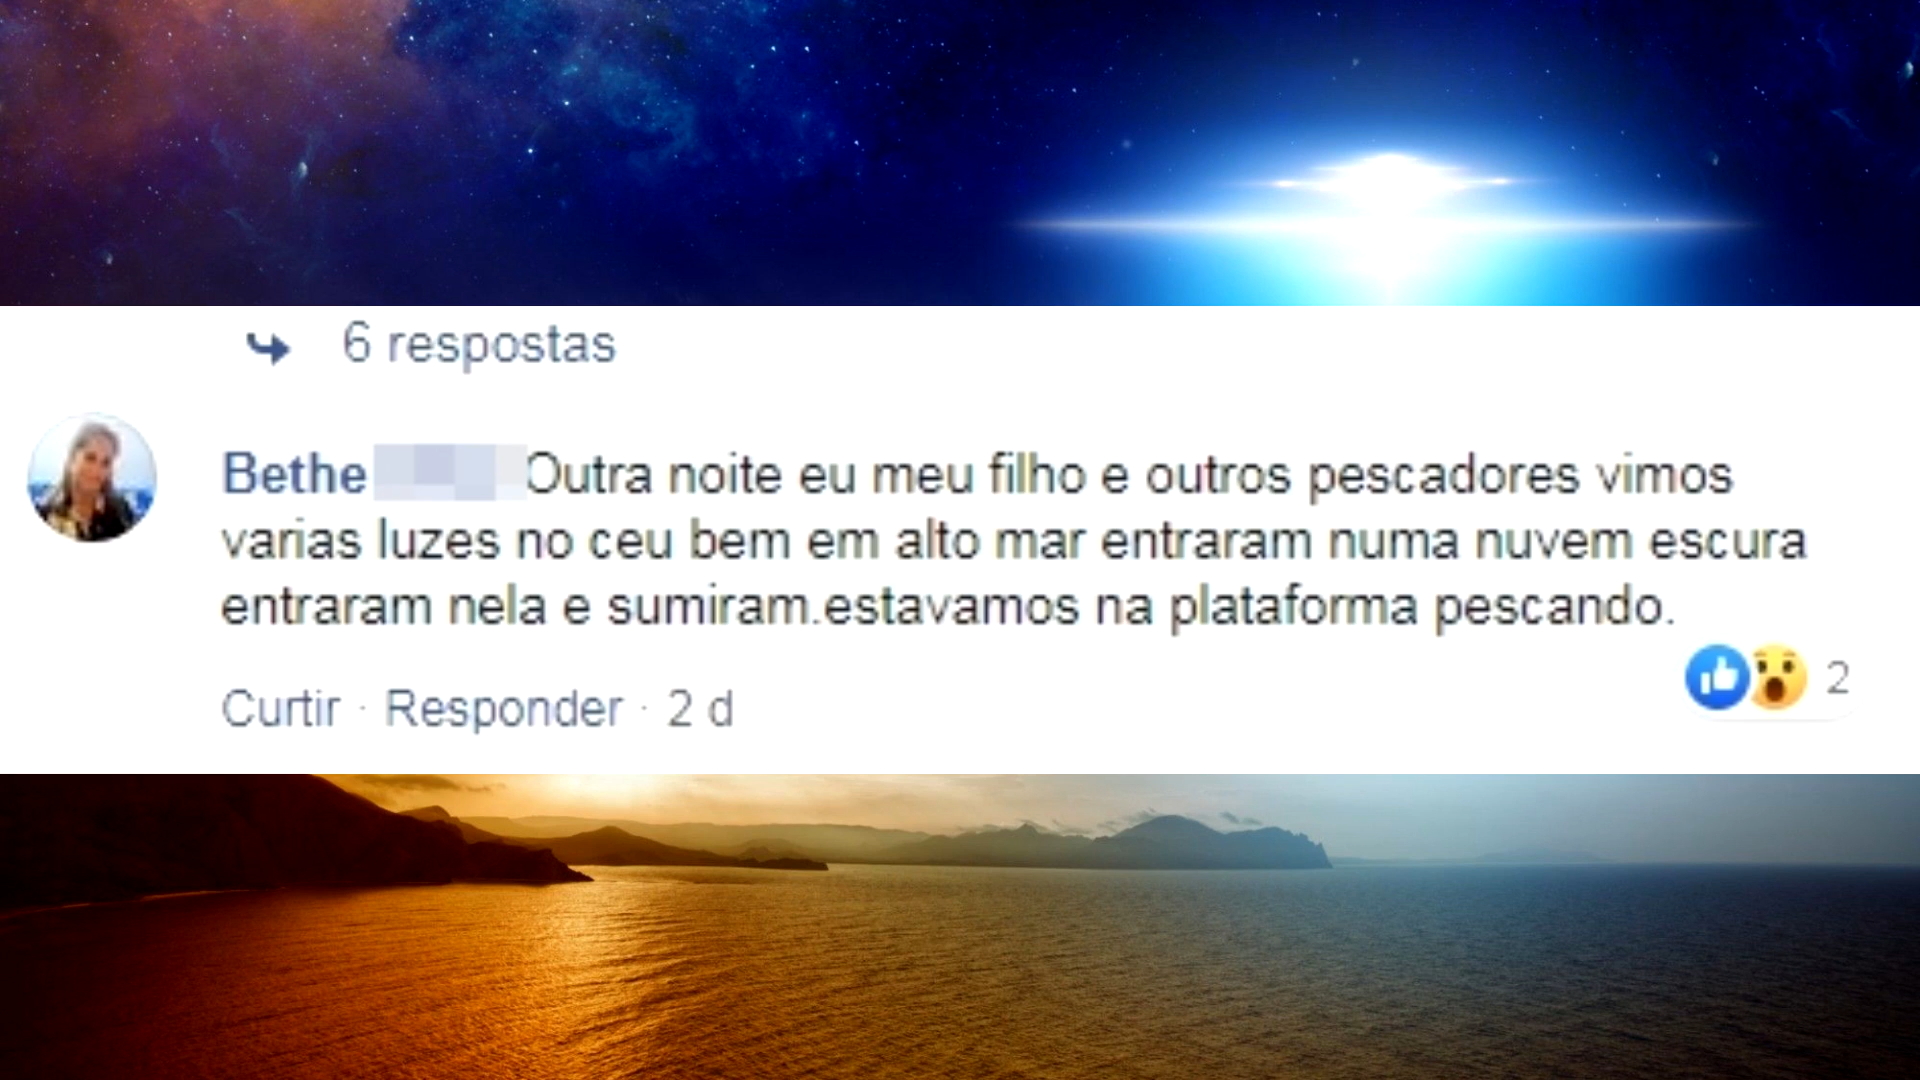 6 respostas
Bethe Outra noite eu meu filho e outros pescadores vimos
varias luzes no ceu bem em alto mar entraram numa nuvem escura
entraram nela e sumiram.estavamos na plataforma pescando.
2
Curtir · Responder · 2 d